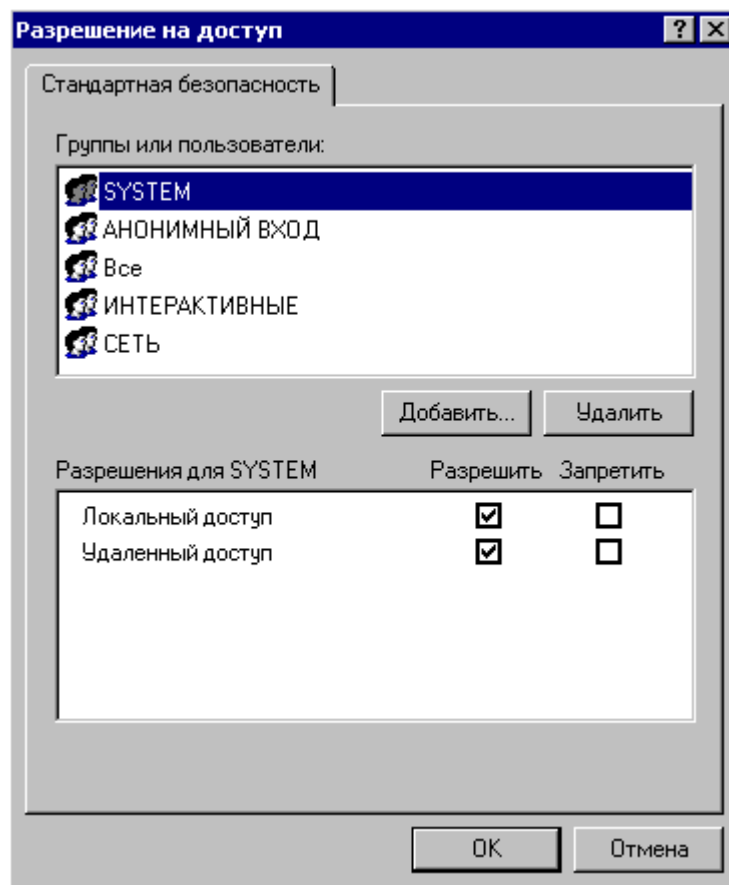 Разрешение на доступ
Стандартная безопасность
Группы или пользователи:
SYSTEM
АНОНИМНЫЙ ВХОД
Все
ИНТЕРАКТИВНЫЕ
СЕТЬ
Добавить... Удалить
Разрешения для SYSTEM Разрешить Запретить
Локальный доступ
Удаленный доступ
OK Отмена